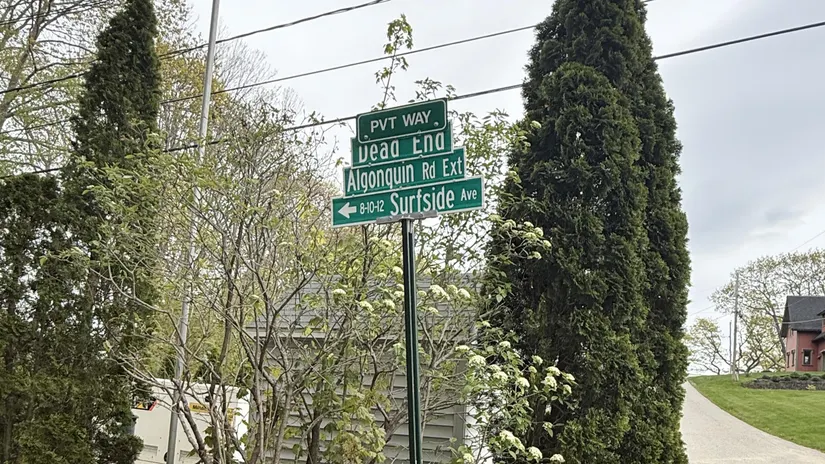 PVT WAY
Dead End
Algonquin Rd Ext
← 8-10-12 Surfside Ave